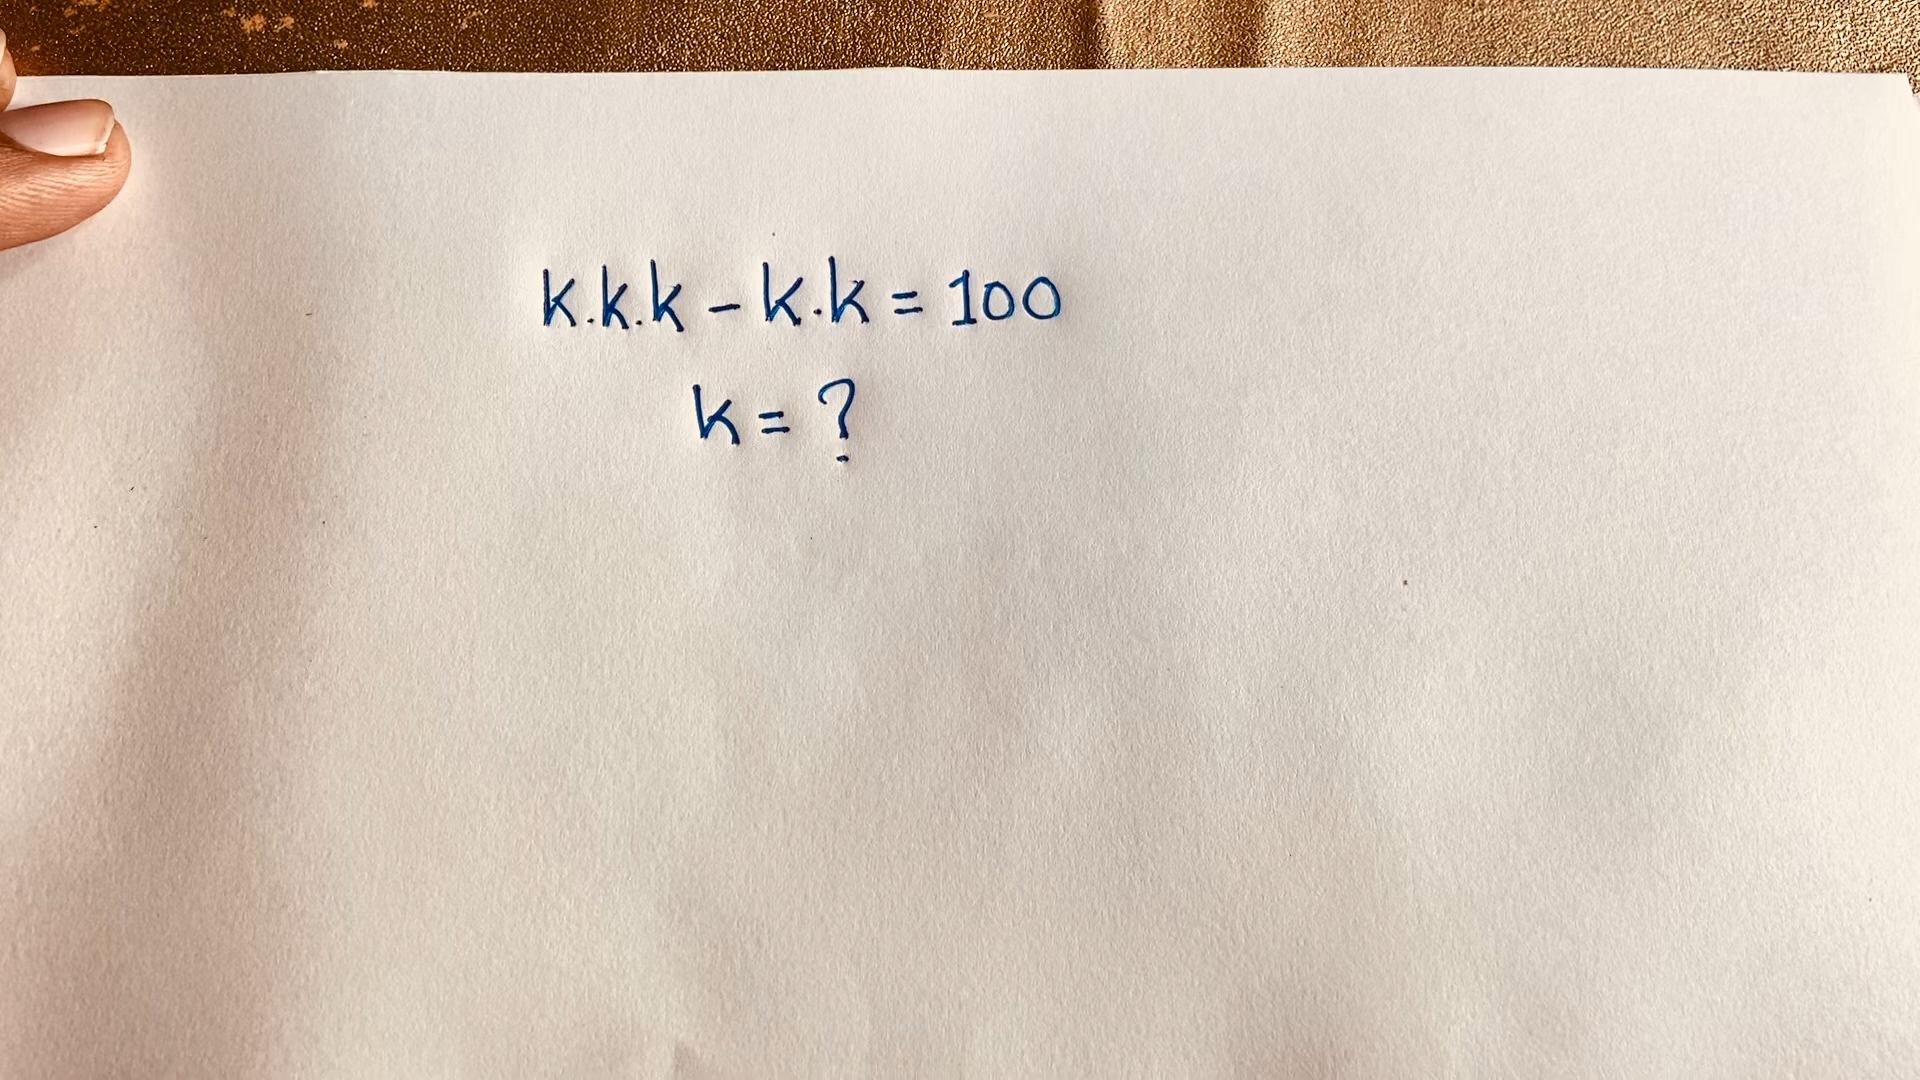 k.k.k - k.k = 100
k = ?